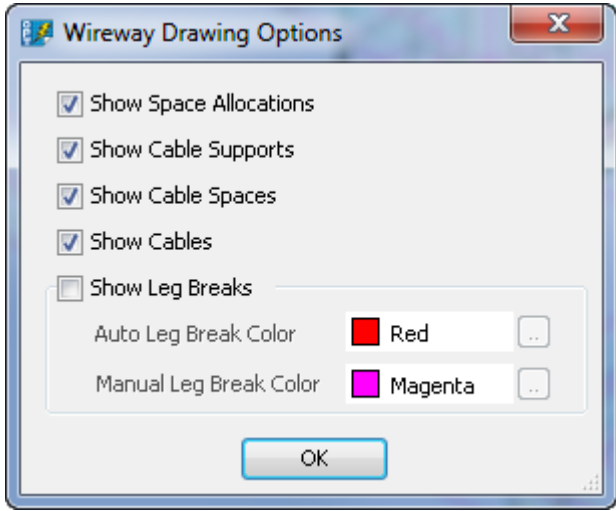 Wireway Drawing Options
Show Space Allocations
Show Cable Supports
Show Cable Spaces
Show Cables
Show Leg Breaks
Auto Leg Break Color Red ..
Manual Leg Break Color Magenta ..
OK